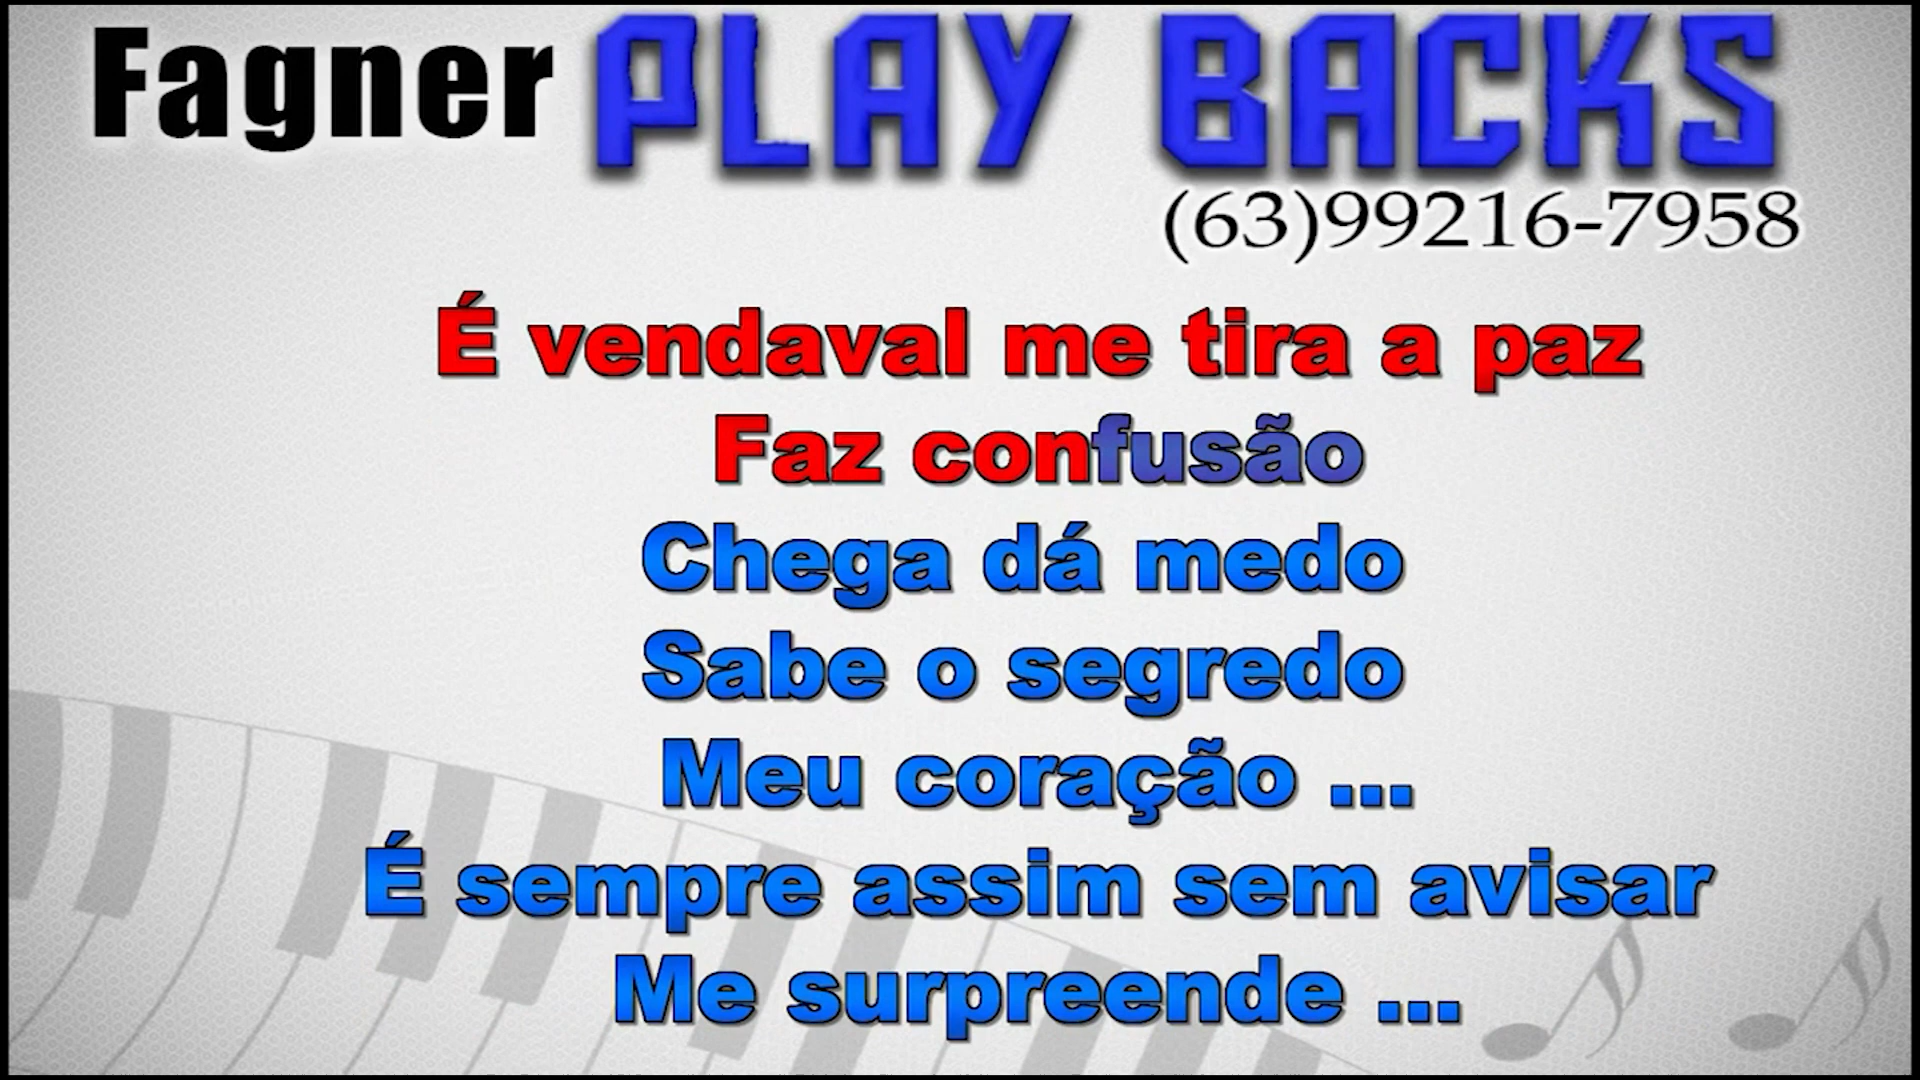 Fagner PLAY BACKS
(63)99216-7958
É vendaval me tira a paz
Faz confusão
Chega dá medo
Sabe o segredo
Meu coração ...
É sempre assim sem avisar
Me surpreende ...